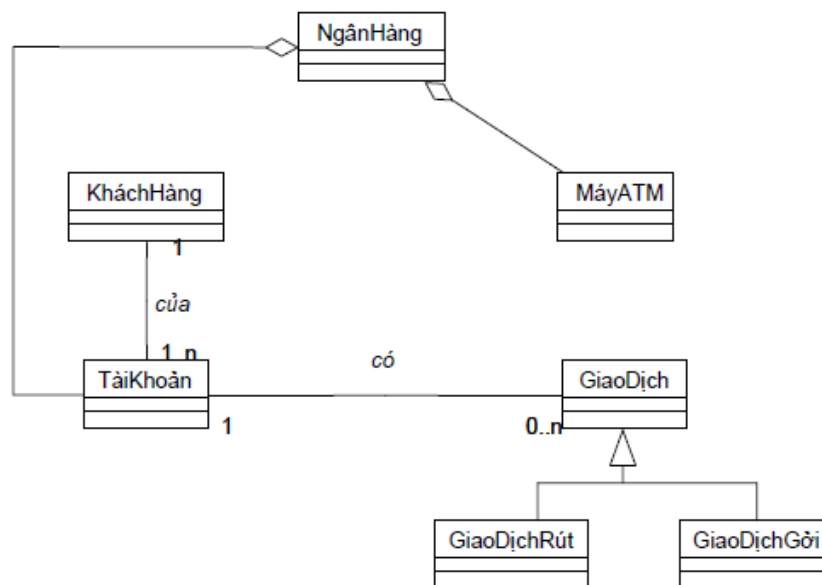 NgânHàng
KháchHàng
MáyATM
1
của
1..n
TàiKhoản
có
GiaoDịch
1
0..n
GiaoDịchRút
GiaoDịchGởi